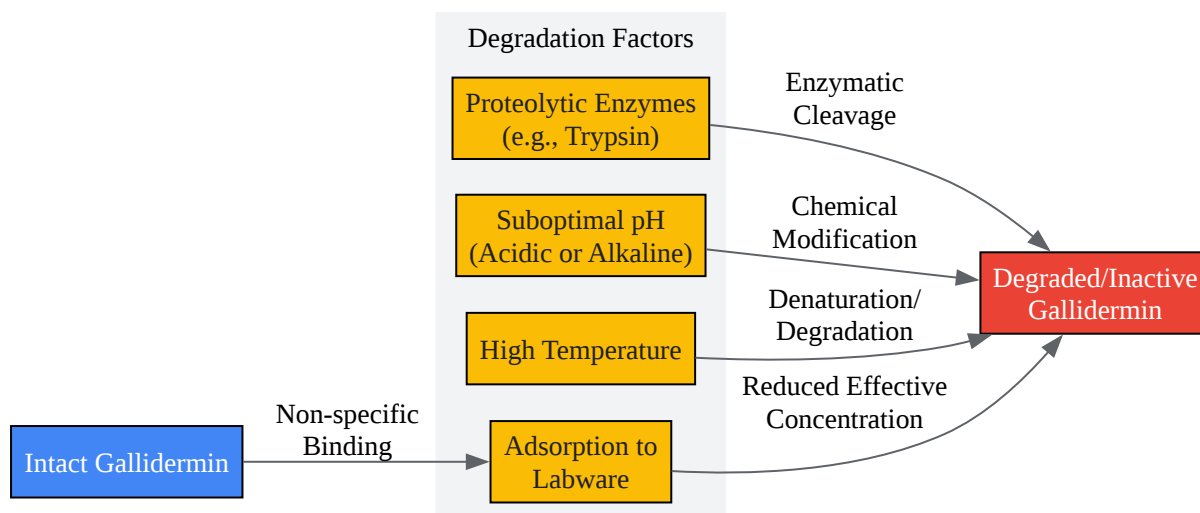 Degradation Factors
Proteolytic Enzymes
(e.g., Trypsin)
Enzymatic
Cleavage
Suboptimal pH
(Acidic or Alkaline)
Chemical
Modification
Degraded/Inactive
Gallidermin
High Temperature
Denaturation/
Degradation
Intact Gallidermin
Non-specific
Binding
Adsorption to
Labware
Reduced Effective
Concentration